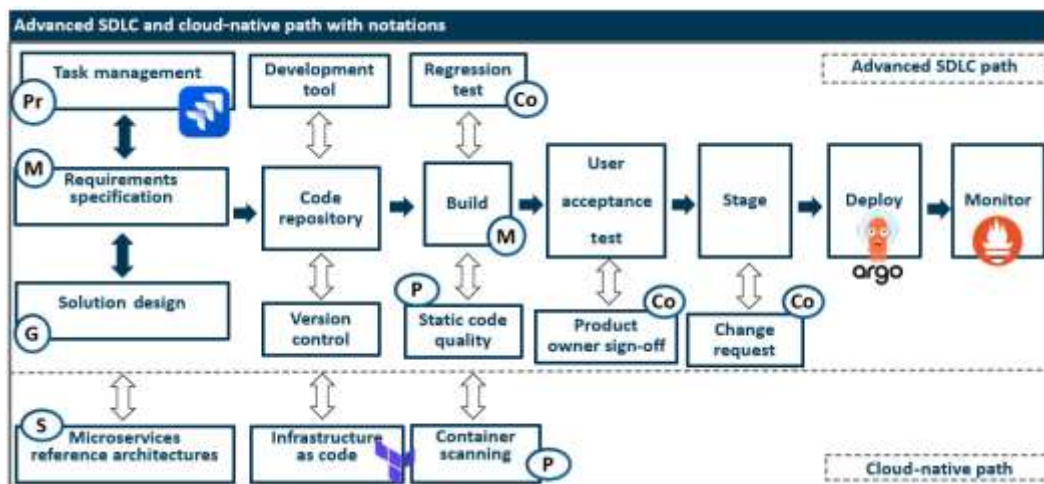 Advanced SDLC and cloud-native path with notations
Task management
Pr
Development
tool
Regression
test
Co
Advanced SDLC path
M
Requirements
specification
Code
repository
Build
M
User
acceptance
test
Stage
Deploy
argo
Monitor
Solution design
G
Version
control
P
Static code
quality
Co
Product
owner sign-off
Co
Change
request
S
Microservices
reference architectures
Infrastructure
as code
Container
scanning
P
Cloud-native path